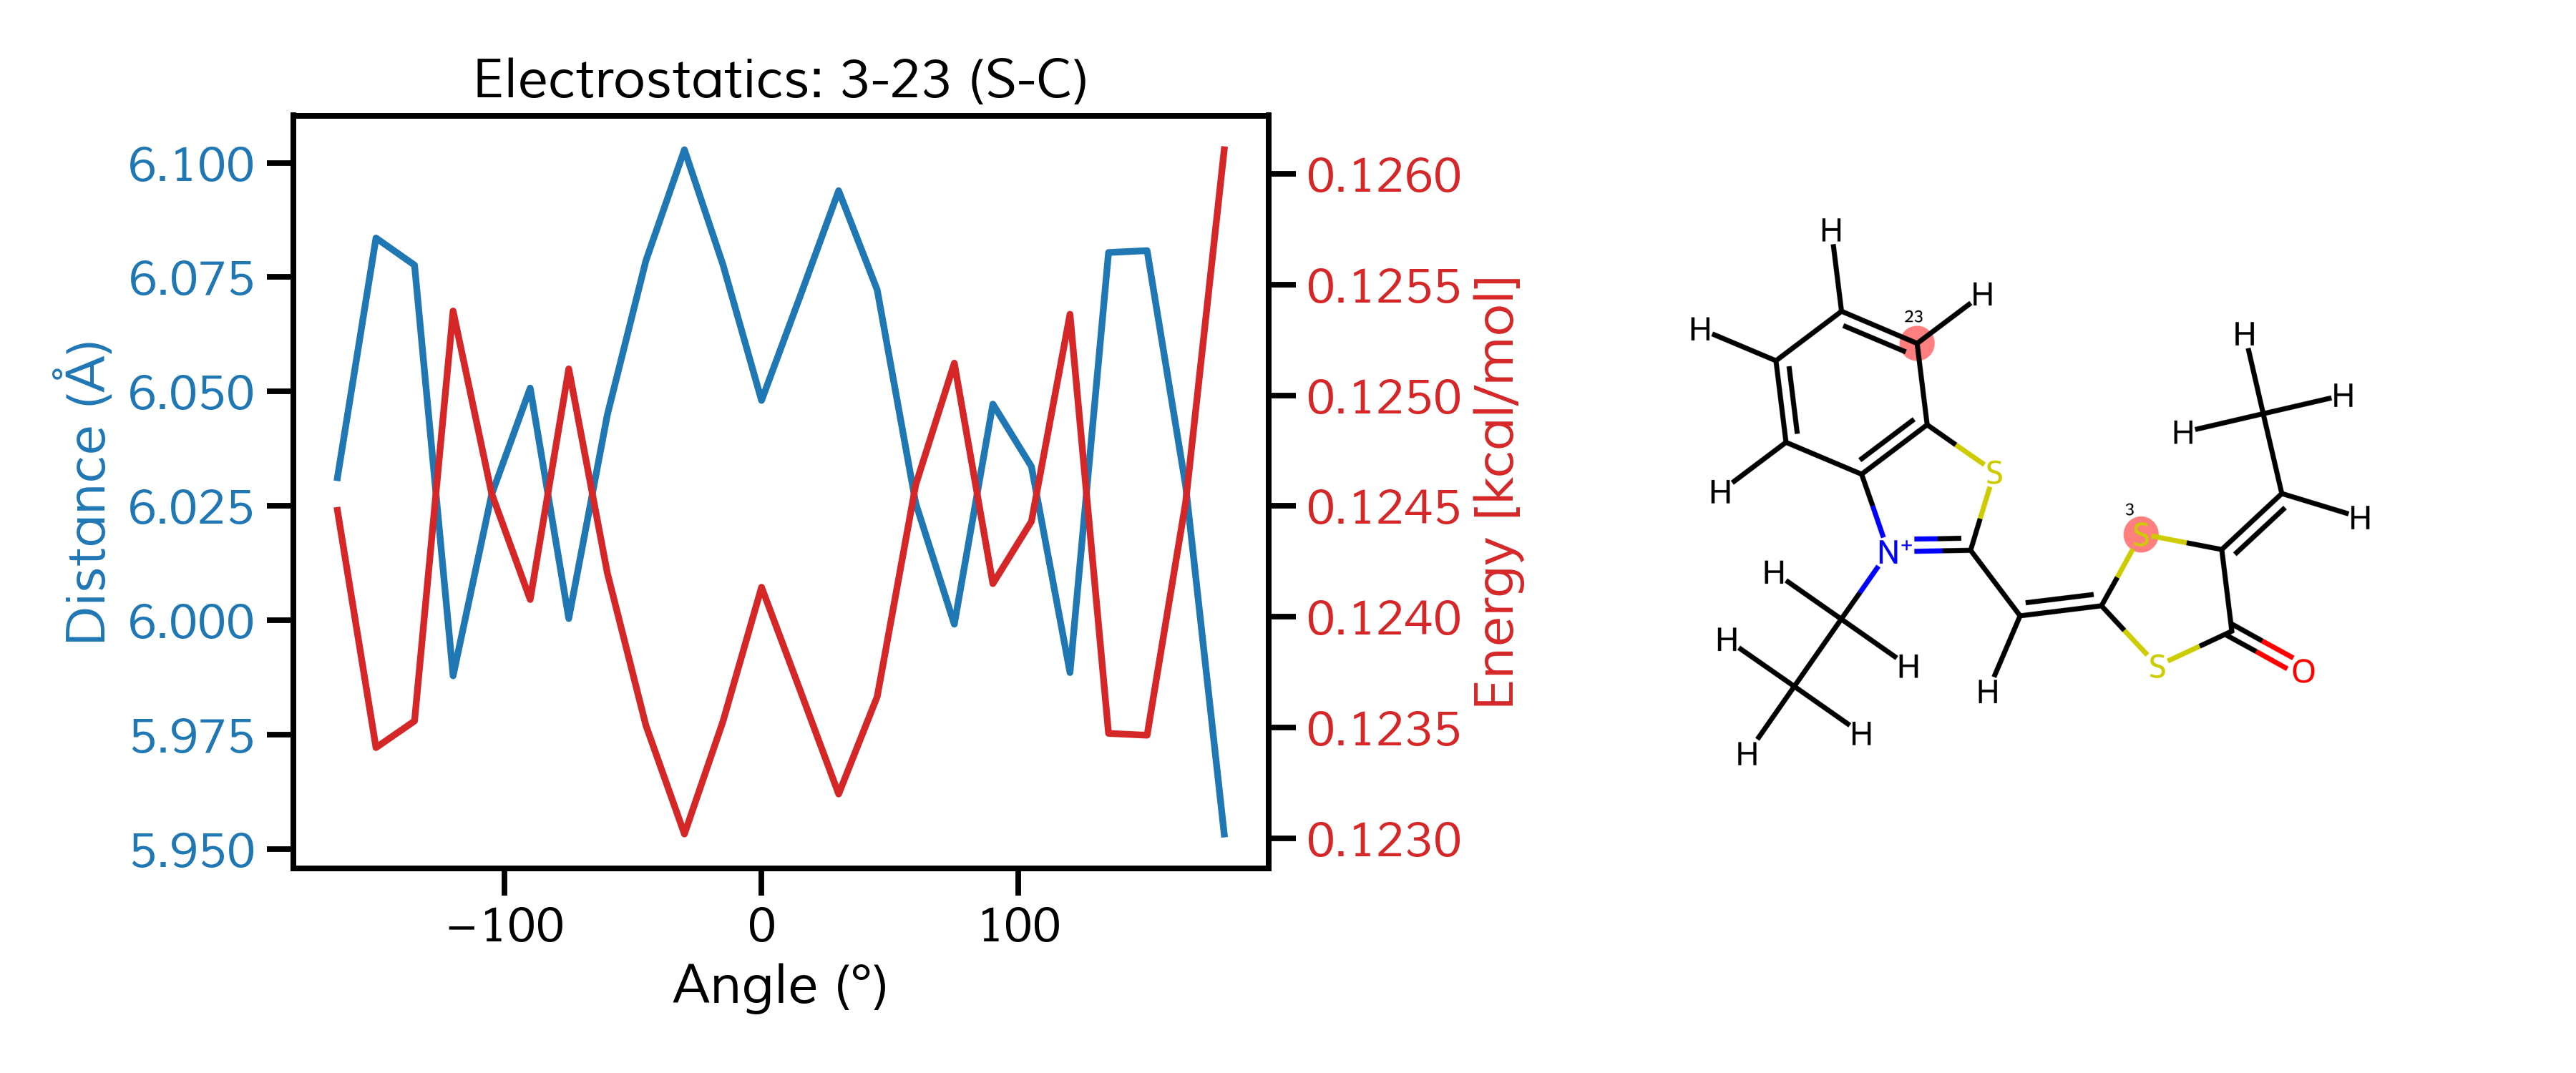 Electrostatics: 3-23 (S-C)
Distance (Å)
6.100
6.075
6.050
6.025
6.000
5.975
5.950
−100
0
100
Angle (°)
0.1260
0.1255
0.1250
0.1245
0.1240
0.1235
0.1230
Energy [kcal/mol]
H
H
23
H
H
H
H
H
S
3
S
H
N⁺
H
H
H
S
O
H
H
H
H